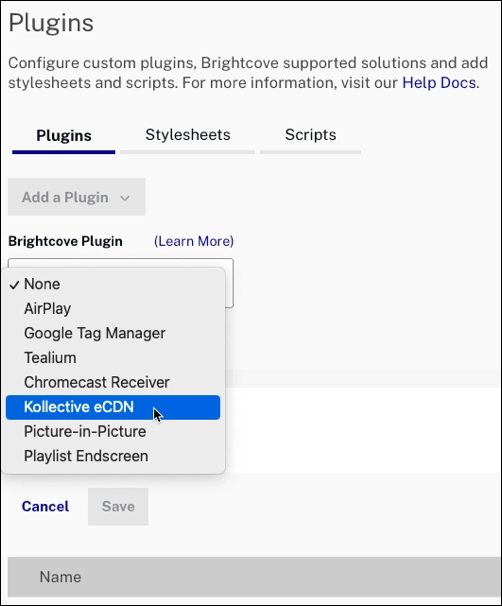 Plugins
Configure custom plugins, Brightcove supported solutions and add
stylesheets and scripts. For more information, visit our Help Docs.
Plugins Stylesheets Scripts
Add a Plugin
Brightcove Plugin (Learn More)
None
AirPlay
Google Tag Manager
Tealium
Chromecast Receiver
Kollective eCDN
Picture-in-Picture
Playlist Endscreen
Cancel Save
Name